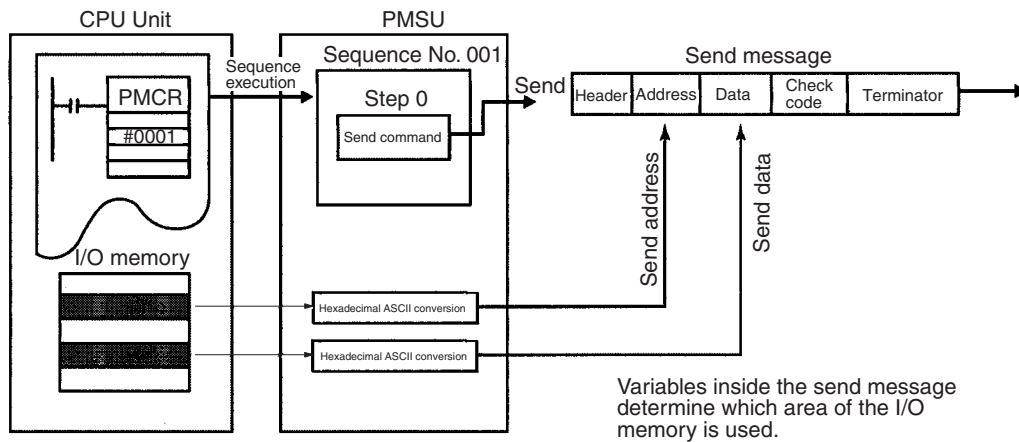 CPU Unit
PMSU
Sequence No. 001
Send message
Sequence
execution
Send
PMCR
#0001
Step 0
Send command
Header
Address
Data
Check
code
Terminator
Send address
Send data
I/O memory
Hexadecimal ASCII conversion
Hexadecimal ASCII conversion
Variables inside the send message
determine which area of the I/O
memory is used.